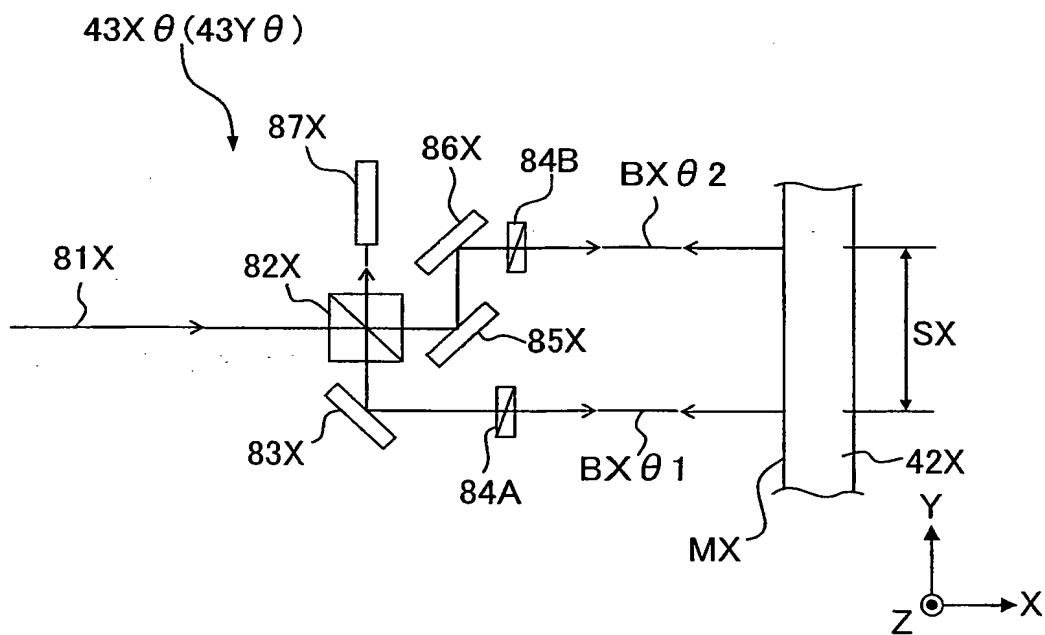 43Xθ(43Yθ)
87X
86X
84B
BXθ2
81X
82X
85X
SX
83X
84A
BXθ1
42X
MX
Y
Z
X